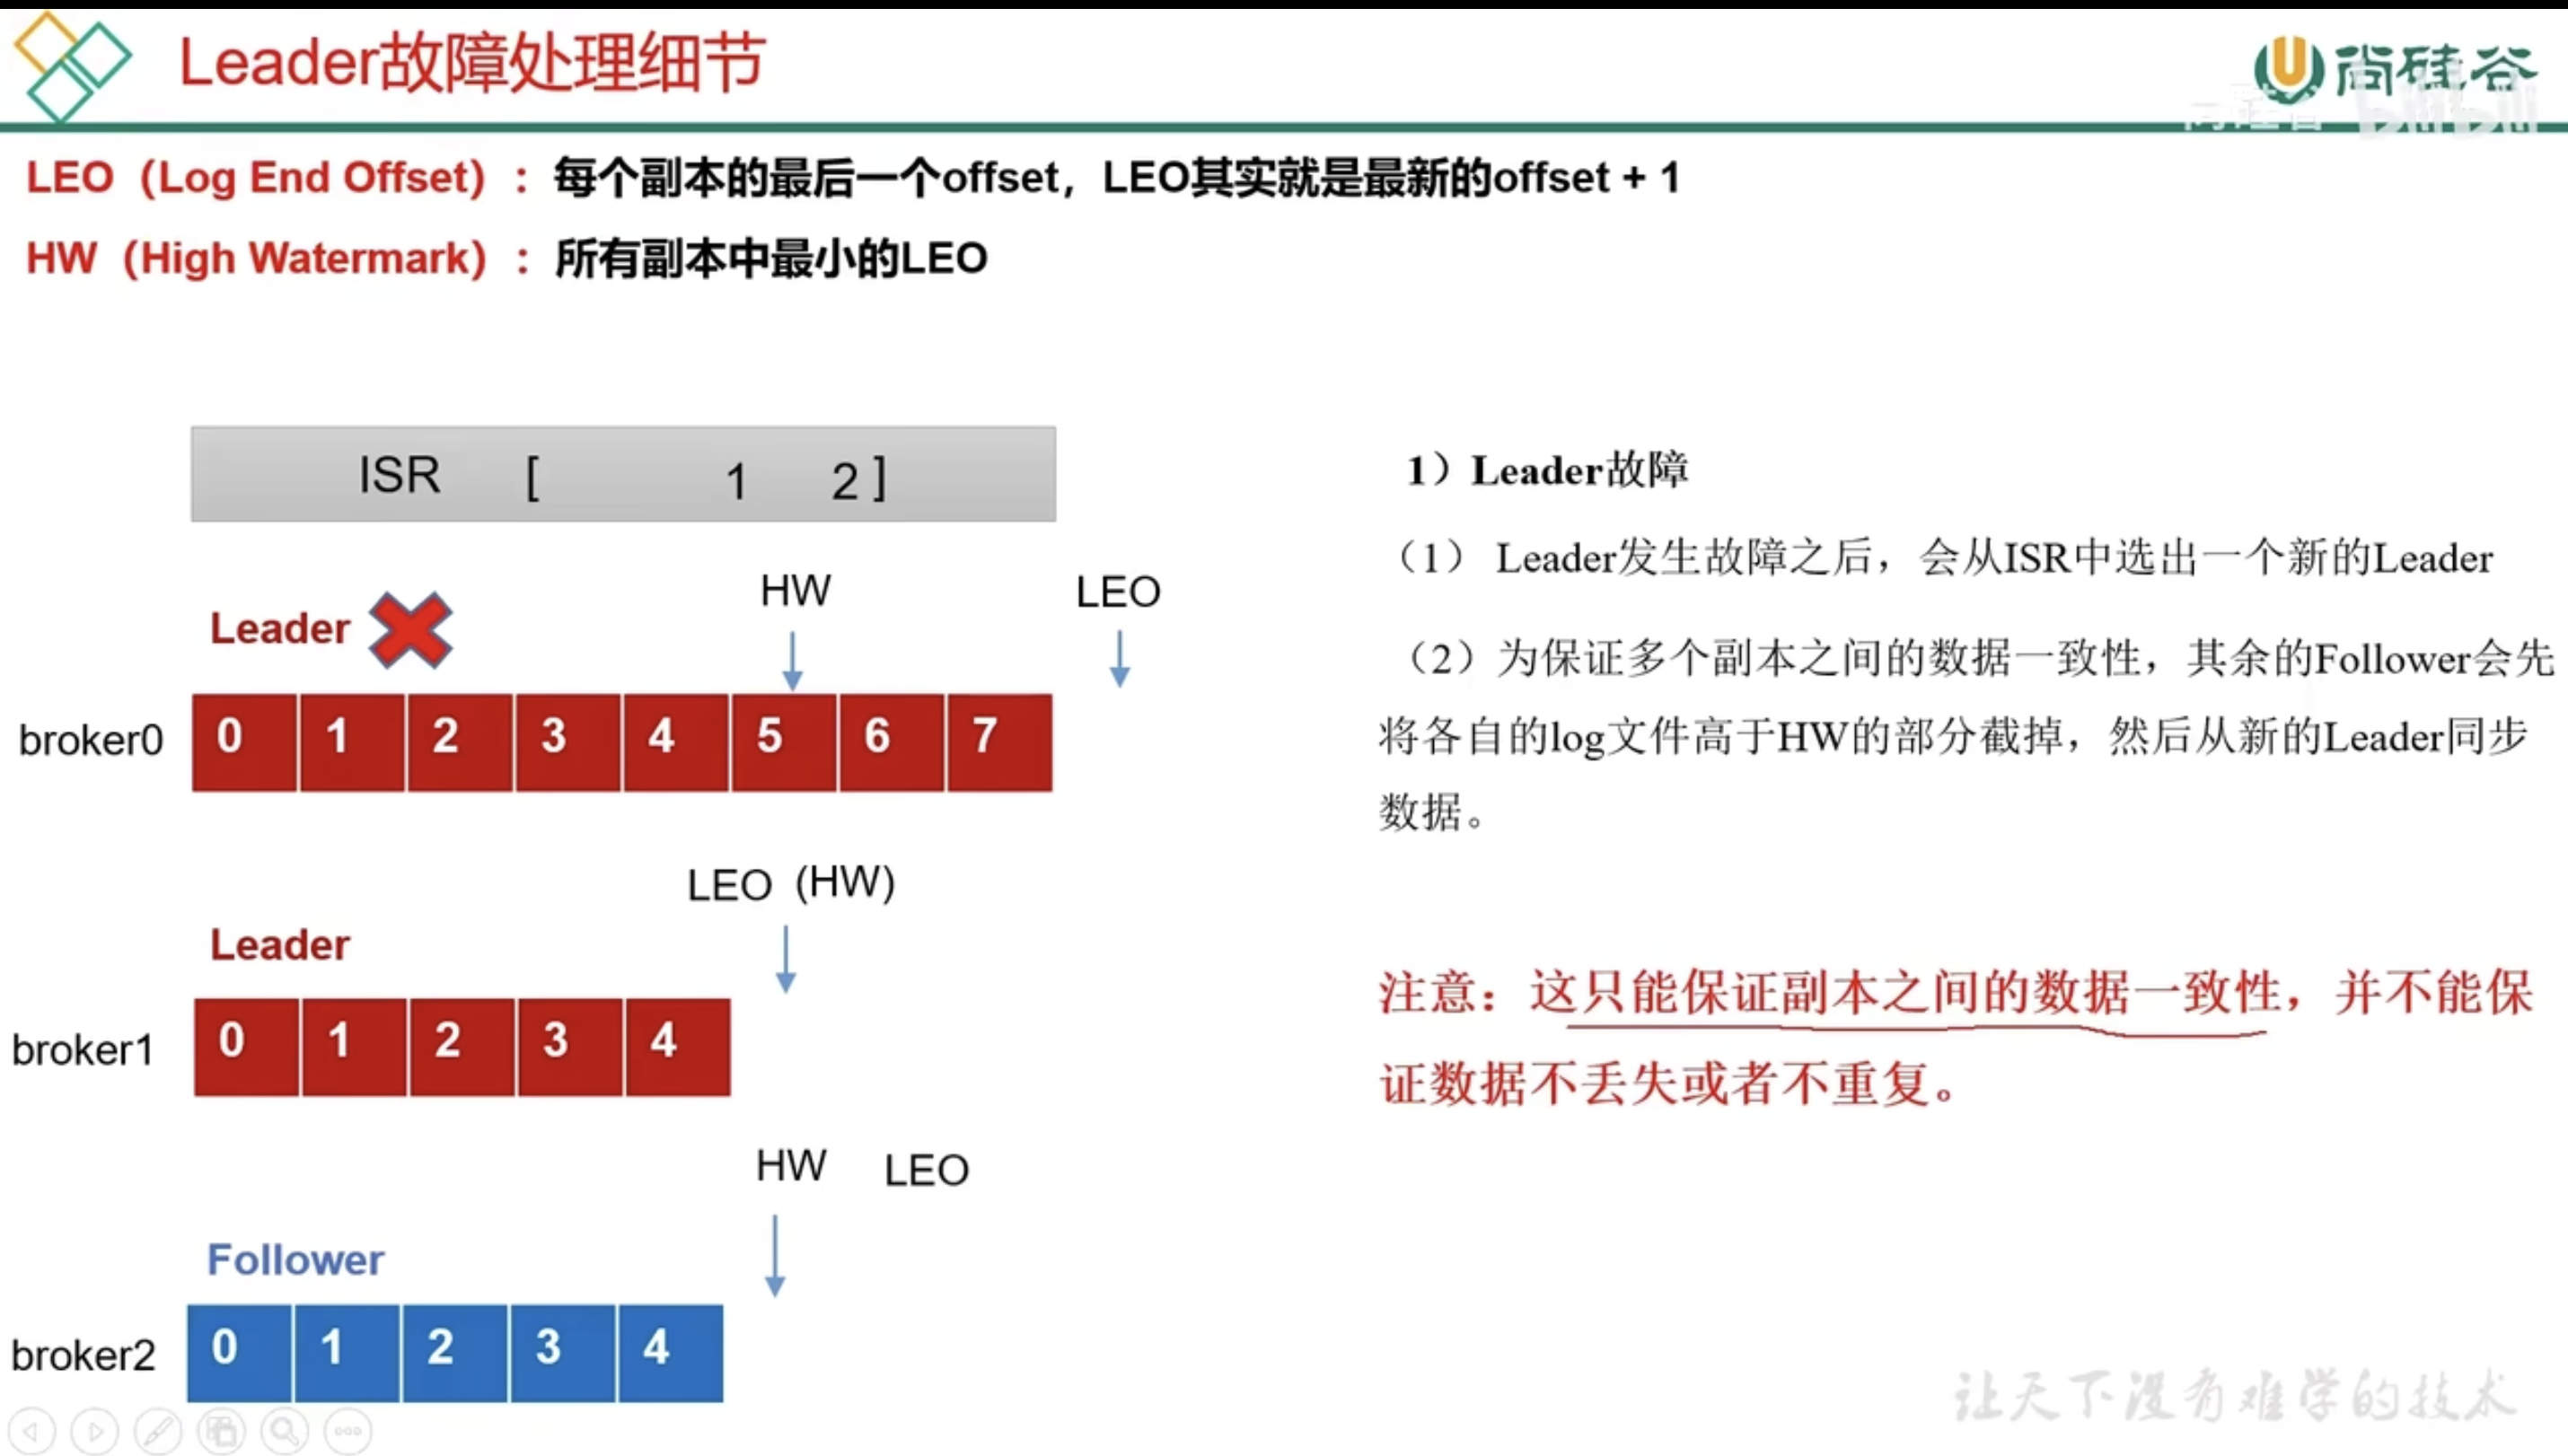 Leader故障处理细节
尚硅谷
尚硅谷 bilibili
LEO（Log End Offset）：每个副本的最后一个offset，LEO其实就是最新的offset + 1
HW（High Watermark）：所有副本中最小的LEO
ISR [ 1 2 ]
1）Leader故障
（1） Leader发生故障之后，会从ISR中选出一个新的Leader
（2）为保证多个副本之间的数据一致性，其余的Follower会先
将各自的log文件高于HW的部分截掉，然后从新的Leader同步
数据。
注意：这只能保证副本之间的数据一致性，并不能保
证数据不丢失或者不重复。
HW LEO
Leader
broker0 0 1 2 3 4 5 6 7
LEO (HW)
Leader
broker1 0 1 2 3 4
HW LEO
Follower
broker2 0 1 2 3 4
让天下没有难学的技术